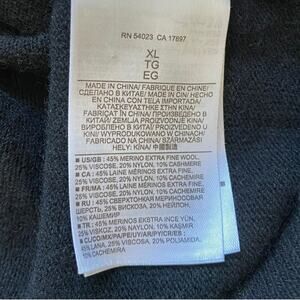 RN 54023 CA 17897
XL
TG
EG
MADE IN CHINA/ FABRIQUÉ EN CHINE/
СДЕЛАНО В КИТАЕ/ MADE IN CIN/ HECHO
EN CHINA CON TELA IMPORTADA/
ΚΑΤΑΣΚΕΥΑΣΤΗΚΕ ΣΤΗΝ ΚΙΝΑ/
FABRICAT ÎN CHINA/ ПРОИЗВЕДЕНО В
КИТАЙ/ ZEMLJA PROIZVODNJE KINA/
ВИРОБЛЕНО В КИТАЇ/ WYPRODUKOWANO W CHINACH/
FABRICADO NA CHINA/ SZÁRMAZÁSI
HELY: KÍNA/ 中國製造
■ US/GB : 45% MERINO EXTRA FINE WOOL,
25% VISCOSE, 20% NYLON, 10% CASHMERE
■ CA : 45% LAINE MÉRINOS EXTRA FINE,
25% VISCOSE, 20% NYLON, 10% CACHEMIRE
■ FR/MA : 45% LAINE MÉRINOS EXTRA FINE,
25% VISCOSE, 20% NYLON, 10% CACHEMIRE
■ RU : 45% СВЕРХТОНКАЯ МЕРИНОСОВАЯ
ШЕРСТЬ, 25% ВИСКОЗА, 20% НЕЙЛОН,
10% КАШЕМИР
■ TR : 45% MERİNOS EKSTRA İNCE YÜN,
25% VİSKOZ, 20% NAYLON, 10% KAŞMİR
■ CL/CO/MX/PA/PE/UY/AR/PY/CR/ES :
45% LANA, 25% VISCOSA, 20% POLIAMIDA,
10% CACHEMIRA